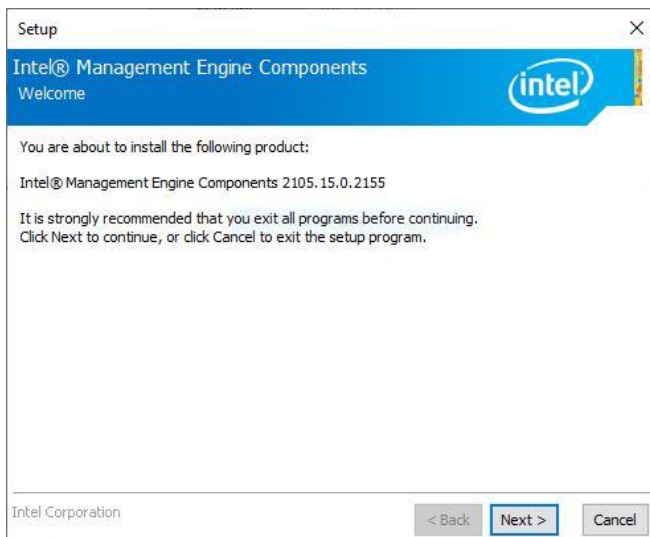 Setup
Intel® Management Engine Components
Welcome
intel
You are about to install the following product:
Intel® Management Engine Components 2105.15.0.2155
It is strongly recommended that you exit all programs before continuing.
Click Next to continue, or click Cancel to exit the setup program.
Intel Corporation
< Back Next > Cancel